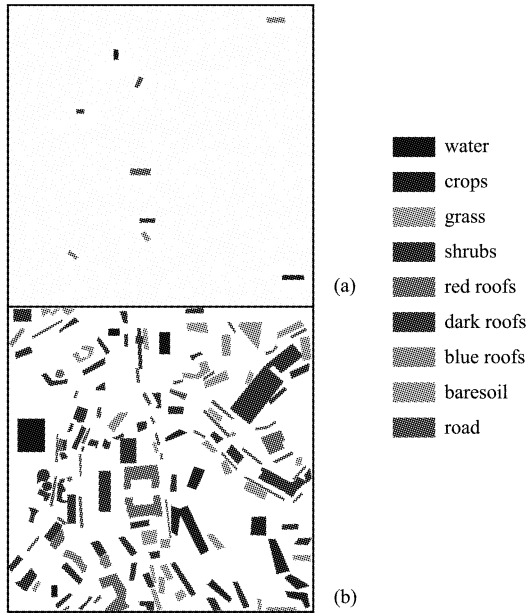 water
crops
grass
shrubs
(a)
red roofs
dark roofs
blue roofs
baresoil
road
(b)